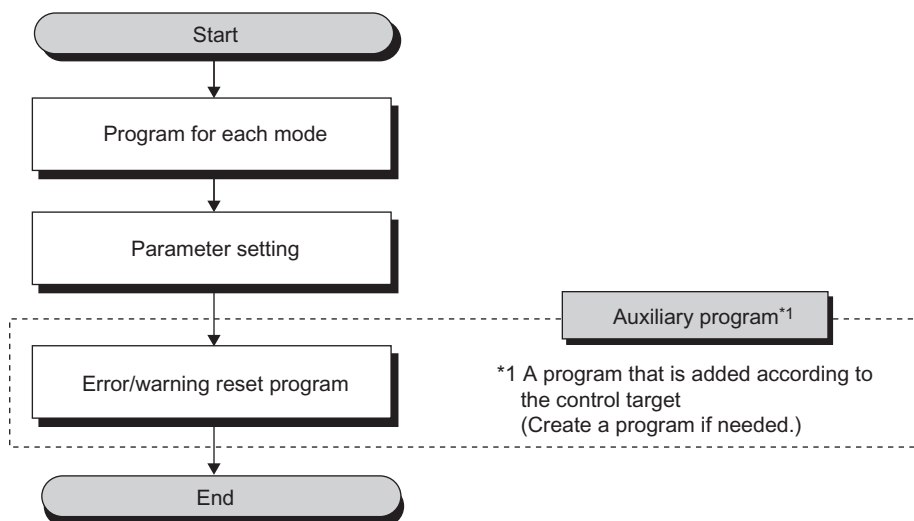 Start
Program for each mode
Parameter setting
Auxiliary program*1
Error/warning reset program
*1 A program that is added according to
the control target
(Create a program if needed.)
End